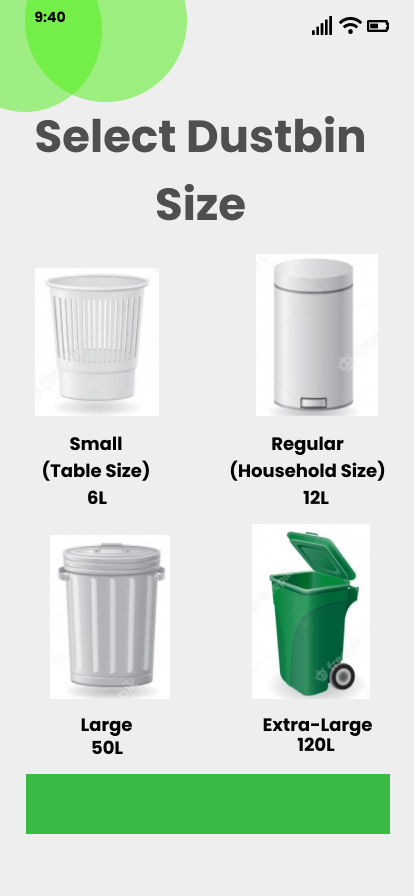 9:40
Select Dustbin
Size
Small
(Table Size)
6L
Regular
(Household Size)
12L
Large
50L
Extra-Large
120L